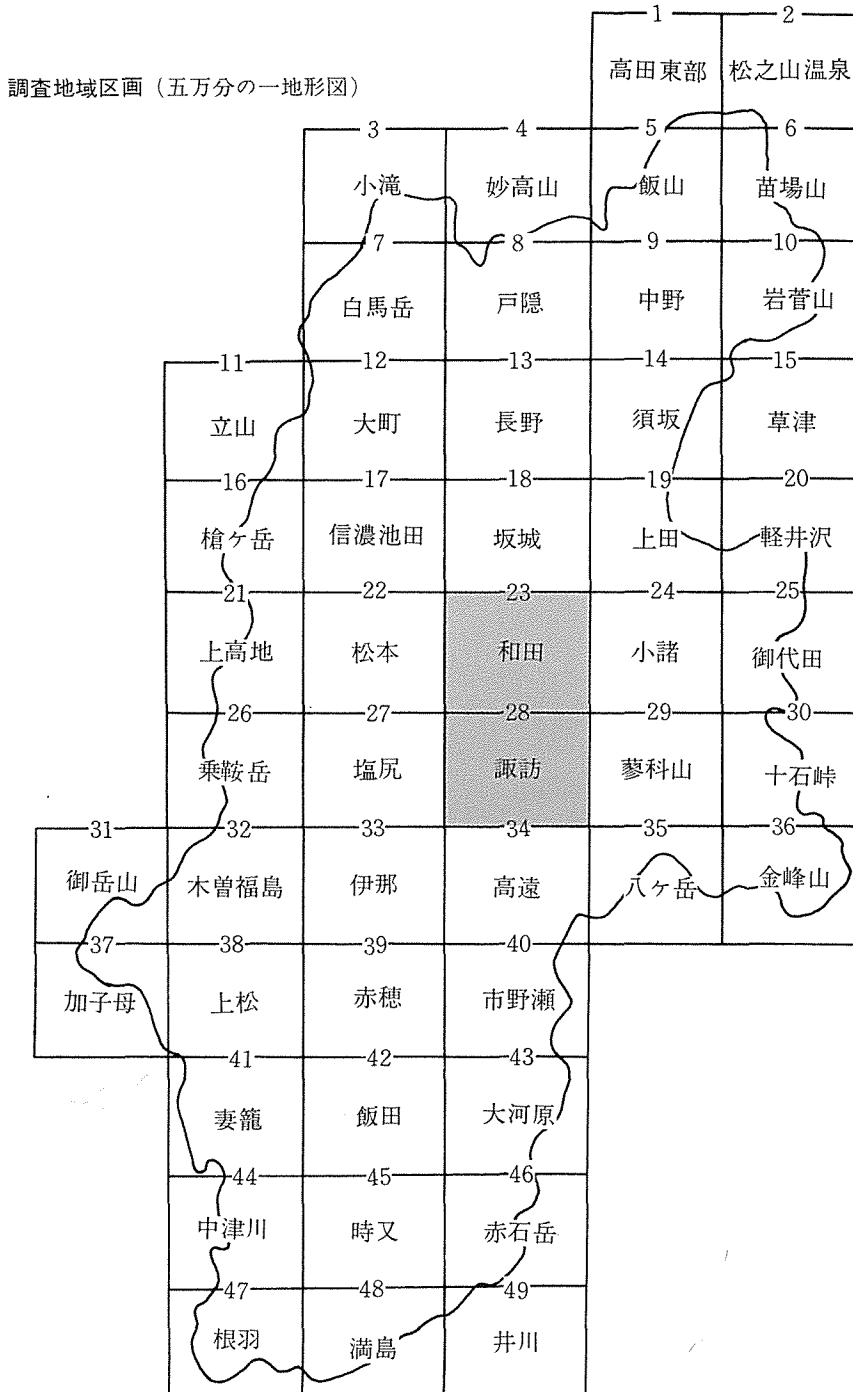 1 2
調査地域区画（五万分の一地形図）
高田東部 松之山温泉
3 4 5 6
小滝 妙高山 飯山 苗場山
7 8 9 10
白馬岳 戸隠 中野 岩菅山
11 12 13 14 15
立山 大町 長野 須坂 草津
16 17 18 19 20
槍ヶ岳 信濃池田 坂城 上田 軽井沢
21 22 23 24 25
上高地 松本 和田 小諸 御代田
26 27 28 29 30
乗鞍岳 塩尻 諏訪 蓼科山 十石峠
31 32 33 34 35 36
御岳山 木曽福島 伊那 高遠 八ヶ岳 金峰山
37 38 39 40
加子母 上松 赤穂 市野瀬
41 42 43
妻籠 飯田 大河原
44 45 46
中津川 時又 赤石岳
47 48 49
根羽 満島 井川